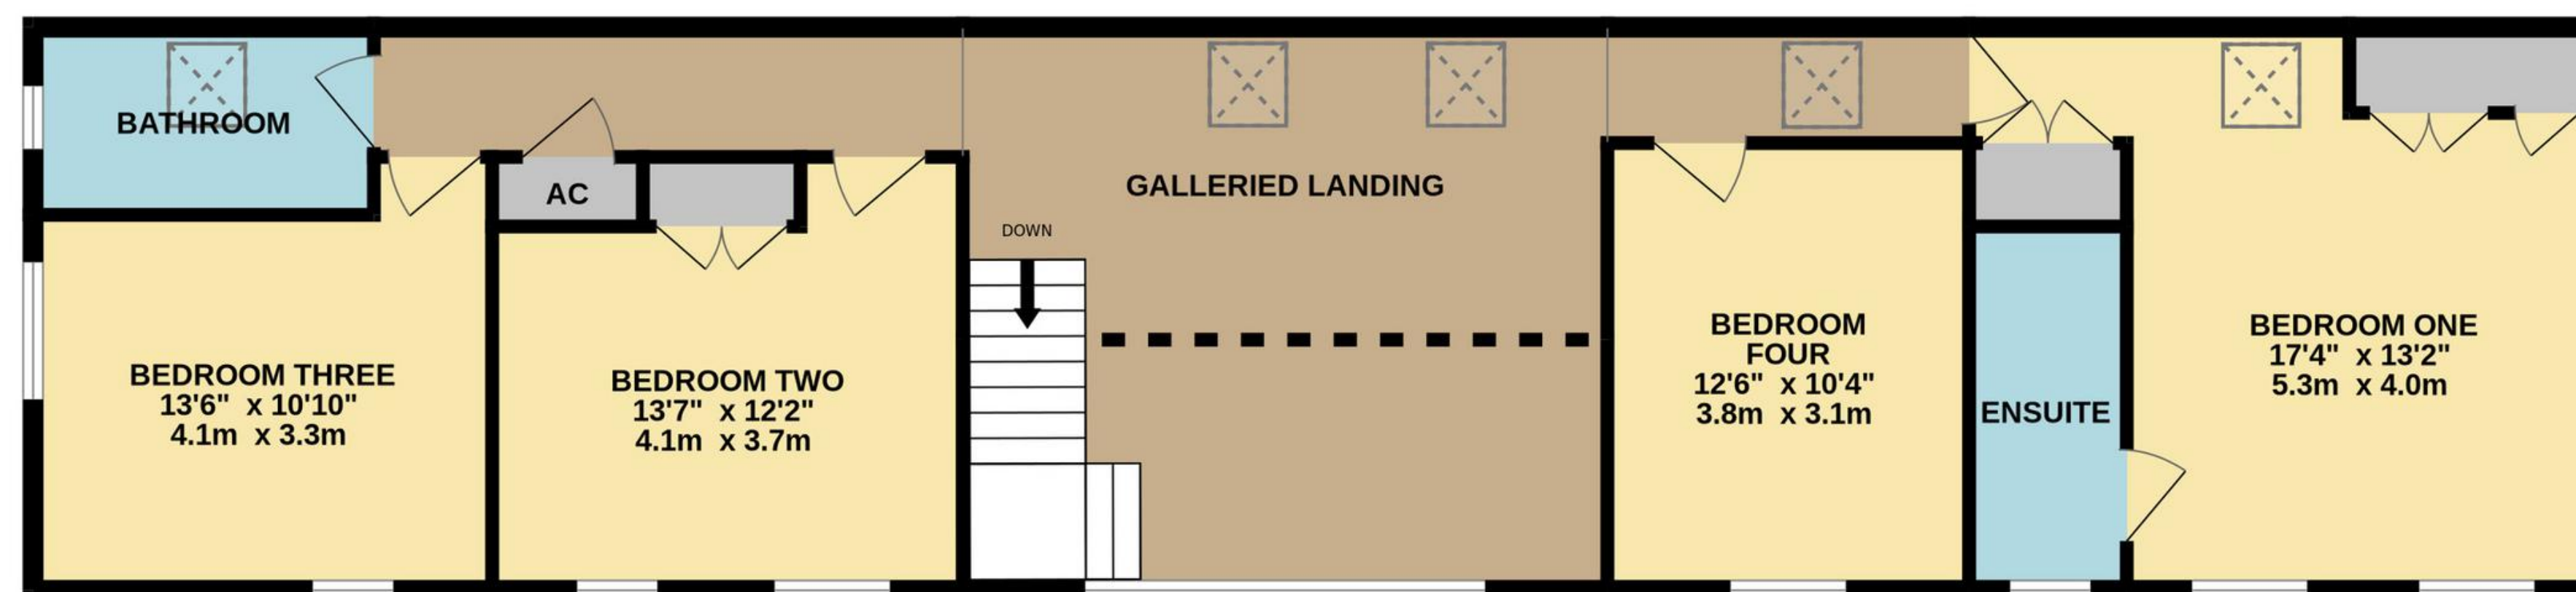 BATHROOM
AC
GALLERIED LANDING
DOWN
BEDROOM THREE
13'6" x 10'10"
4.1m x 3.3m
BEDROOM TWO
13'7" x 12'2"
4.1m x 3.7m
BEDROOM
FOUR
12'6" x 10'4"
3.8m x 3.1m
ENSUITE
BEDROOM ONE
17'4" x 13'2"
5.3m x 4.0m